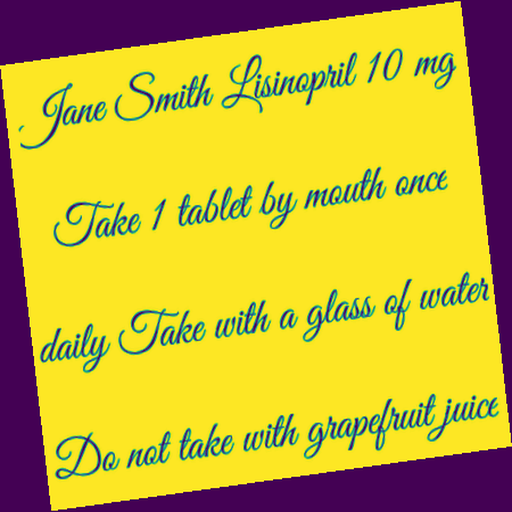 Jane Smith Lisinopril 10 mg
Take 1 tablet by mouth once
daily Take with a glass of water
Do not take with grapefruit juice